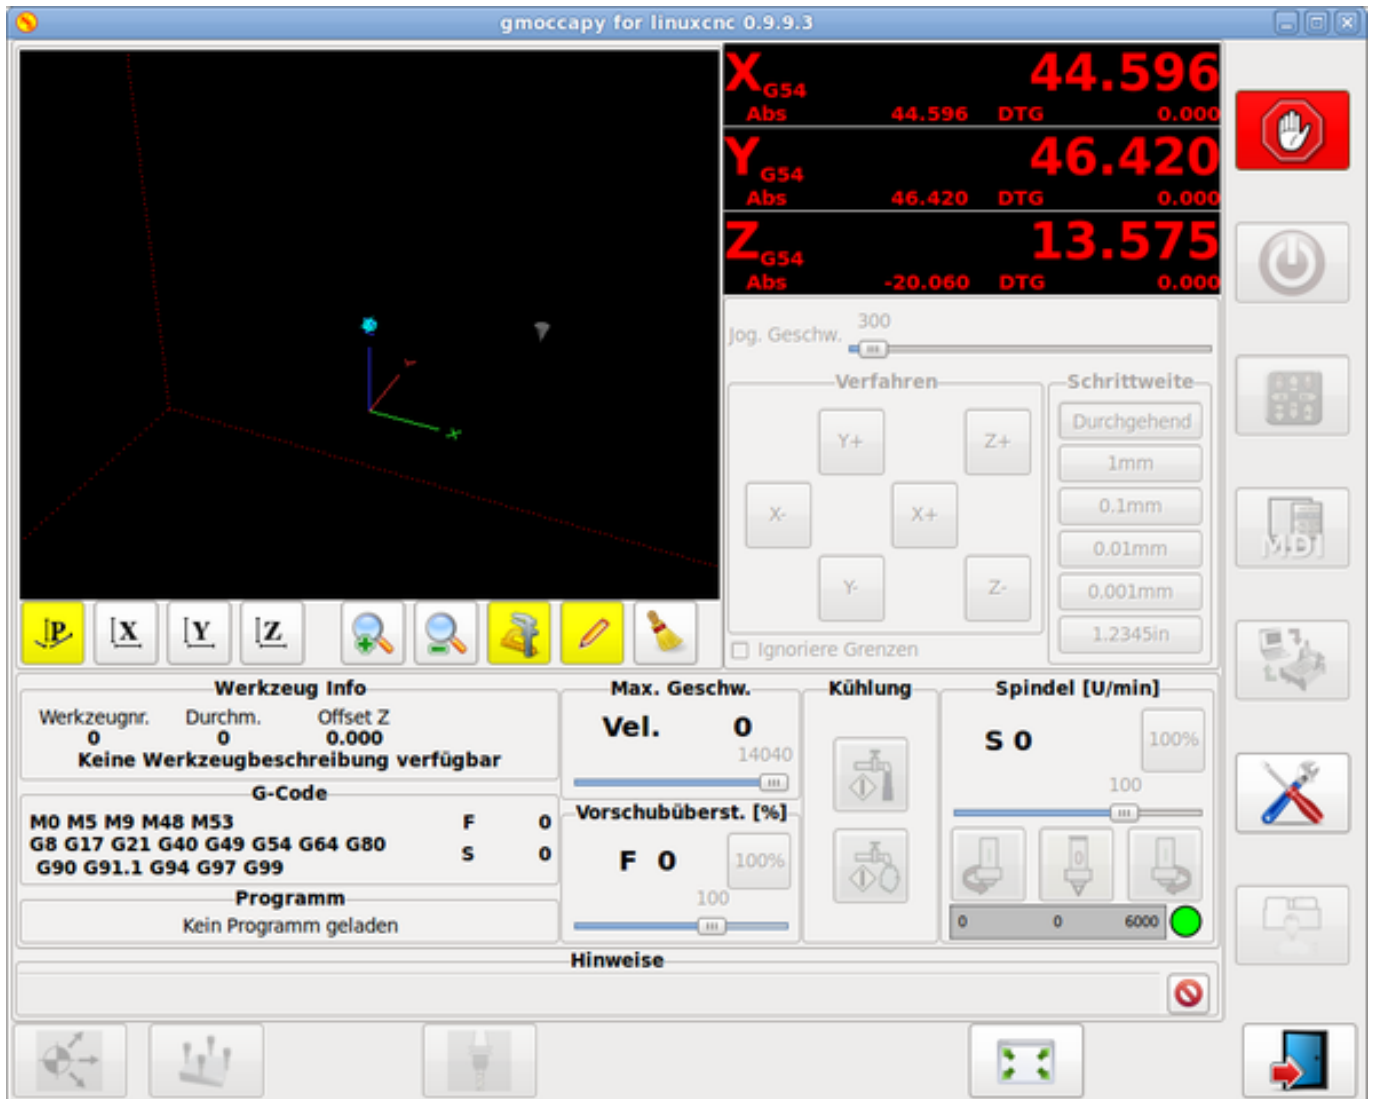 gmoccapy for linuxcnc 0.9.9.3
X G54 44.596
Abs 44.596 DTG 0.000
Y G54 46.420
Abs 46.420 DTG 0.000
Z G54 13.575
Abs -20.060 DTG 0.000
Jog. Geschw. 300
Verfahren
Y+ Z+
X- X+
Y- Z-
Ignoriere Grenzen
Schrittweite
Durchgehend
1mm
0.1mm
0.01mm
0.001mm
1.2345in
MDI
Y
X
P X Y Z
Werkzeug Info
Werkzeugnr. Durchm. Offset Z
0 0 0.000
Keine Werkzeugbeschreibung verfügbar
G-Code
M0 M5 M9 M48 M53 F 0
G8 G17 G21 G40 G49 G54 G64 G80 S 0
G90 G91.1 G94 G97 G99
Programm
Kein Programm geladen
Max. Geschw.
Vel. 0
14040
Vorschubüberst. [%]
F 0 100%
100
Kühlung
Spindel [U/min]
S 0 100%
100
0
0 0 6000
Hinweise